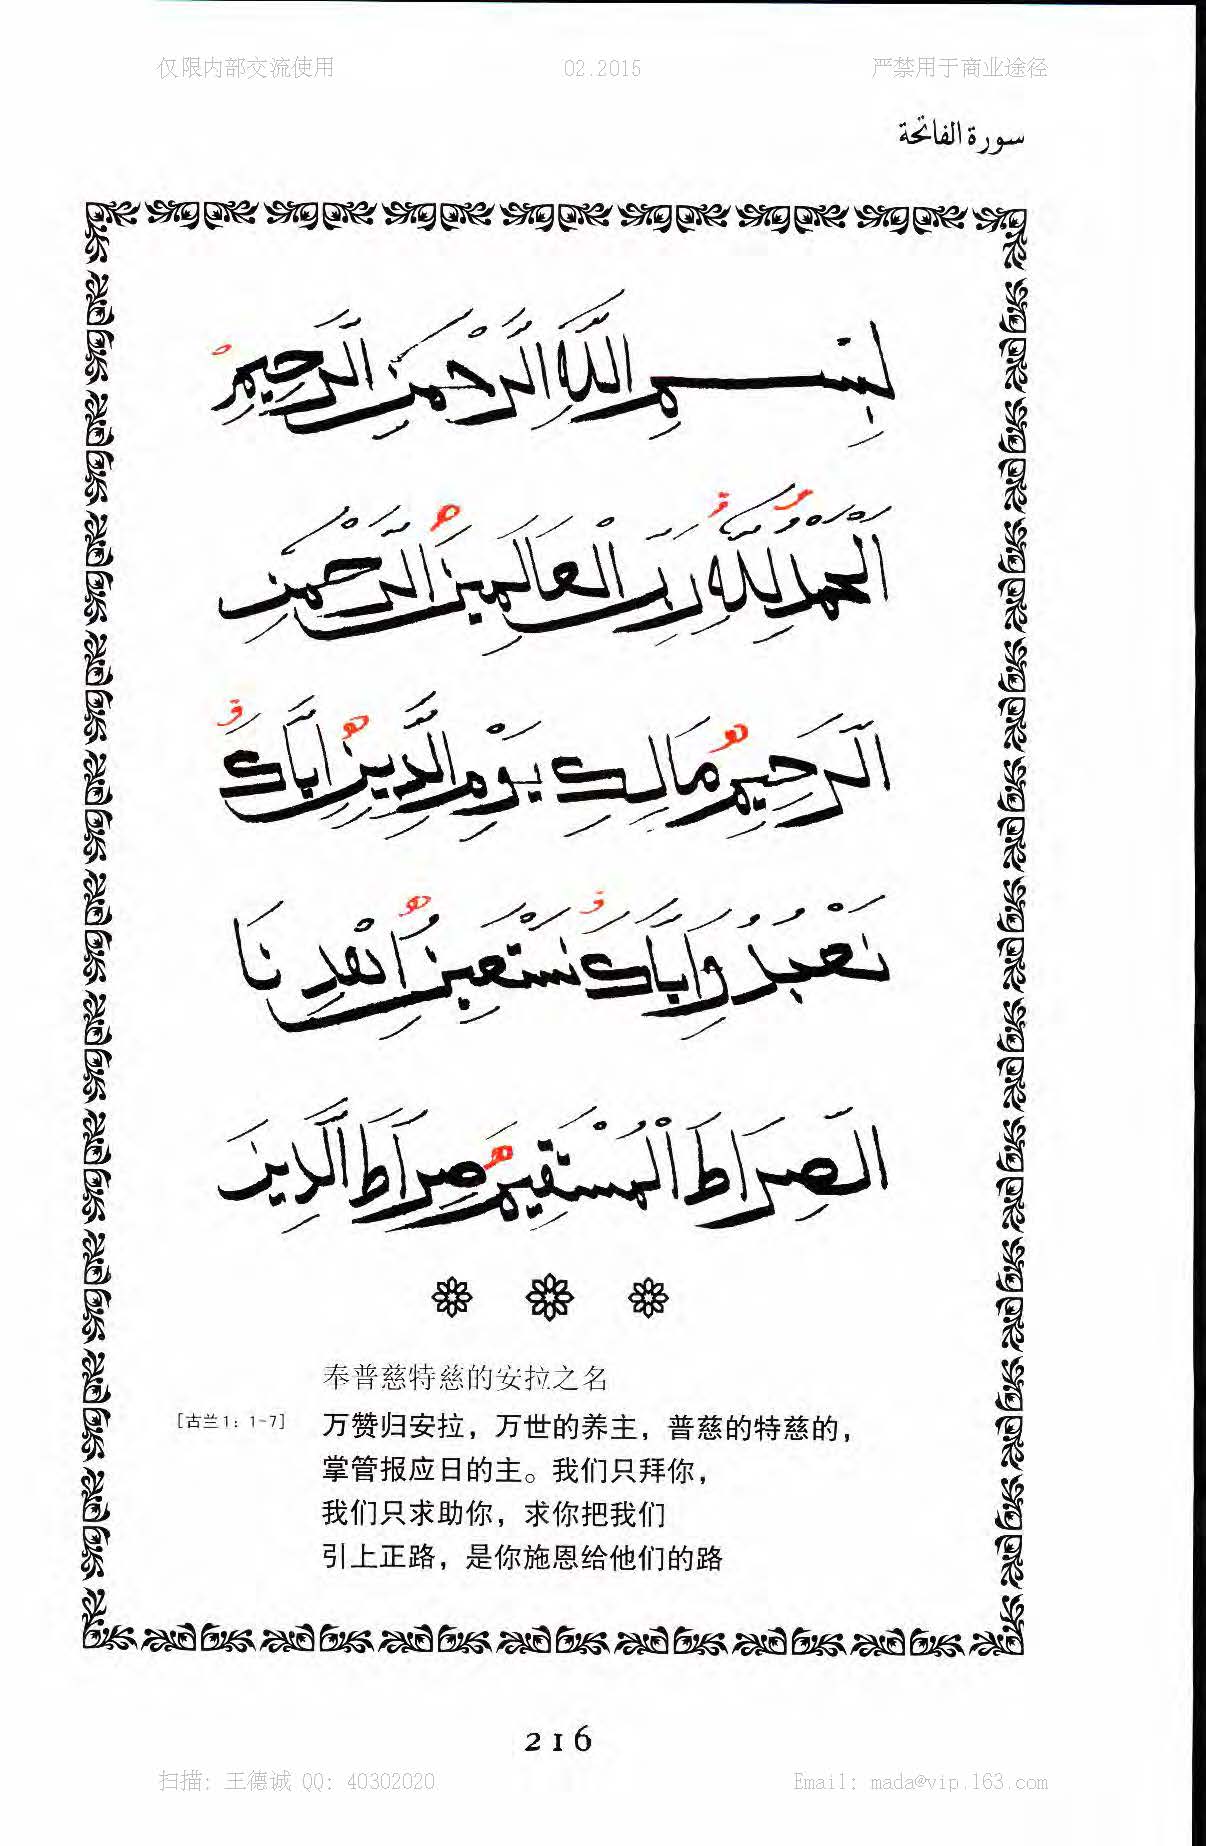 仅限内部交流使用 02.2015 严禁用于商业途径
سورة الفاتحة
بِسْمِ اللَّهِ الرَّحْمَنِ الرَّحِيمِ
اَلْحَمْدُ لِلَّهِ رَبِّ الْعَالَمِينَ الرَّحْمَنِ
اَلرَّحِيمِ مَالِكِ يَوْمِ الدِّينِ اِيَّاكَ
نَعْبُدُ وَاِيَّاكَ نَسْتَعِينُ اِهْدِنَا
الصِّرَاطَ الْمُسْتَقِيمَ صِرَاطَ الَّذِينَ
奉普慈特慈的安拉之名
[古兰1: 1-7] 万赞归安拉，万世的养主，普慈的特慈的，
掌管报应日的主。我们只拜你，
我们只求助你，求你把我们
引上正路，是你施恩给他们的路
216
扫描: 王德诚 QQ: 40302020 Email: mada@vip.163.com